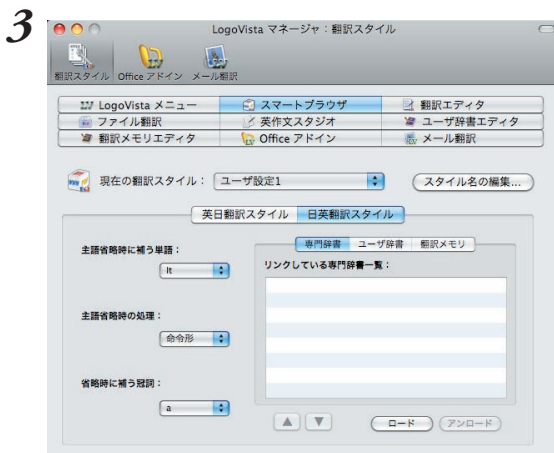 3
LogoVista マネージャ：翻訳スタイル
翻訳スタイル Office アドイン メール翻訳
LogoVista メニュー スマートブラウザ 翻訳エディタ
ファイル翻訳 英作文スタジオ ユーザ辞書エディタ
翻訳メモリエディタ Office アドイン メール翻訳
現在の翻訳スタイル： ユーザ設定1 スタイル名の編集...
英日翻訳スタイル 日英翻訳スタイル
主語省略時に補う単語：
It
主語省略時の処理：
命令形
省略時に補う冠詞：
a
専門辞書 ユーザ辞書 翻訳メモリ
リンクしている専門辞書一覧：
ロード アンロード